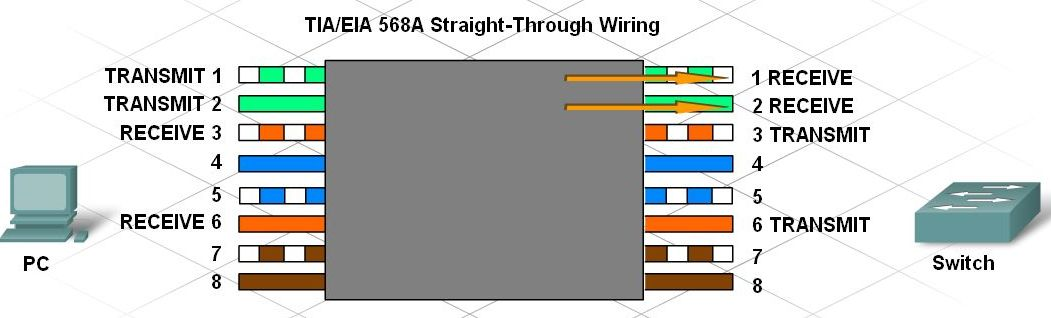 TIA/EIA 568A Straight-Through Wiring
TRANSMIT 1
1 RECEIVE
TRANSMIT 2
2 RECEIVE
RECEIVE 3
3 TRANSMIT
4
4
5
5
RECEIVE 6
6 TRANSMIT
7
7
8
8
PC
Switch